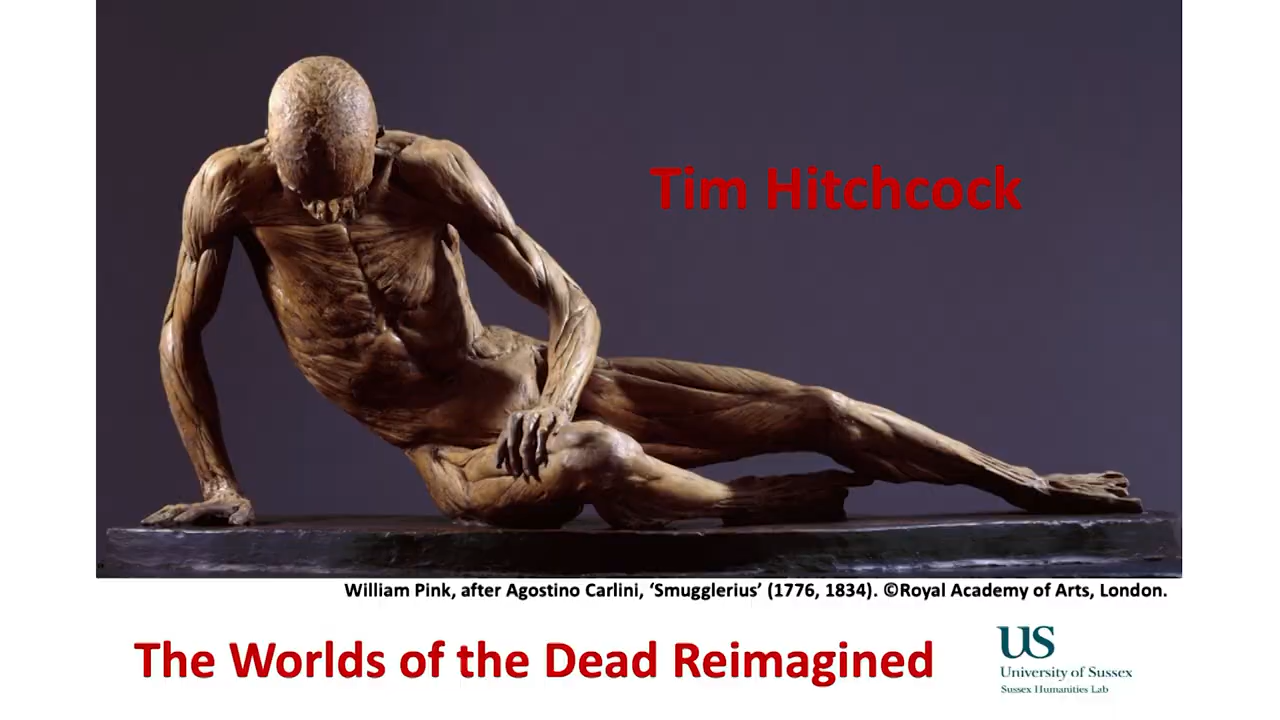 Tim Hitchcock
William Pink, after Agostino Carlini, ‘Smugglerius’ (1776, 1834). ©Royal Academy of Arts, London.
The Worlds of the Dead Reimagined
US
University of Sussex
Sussex Humanities Lab